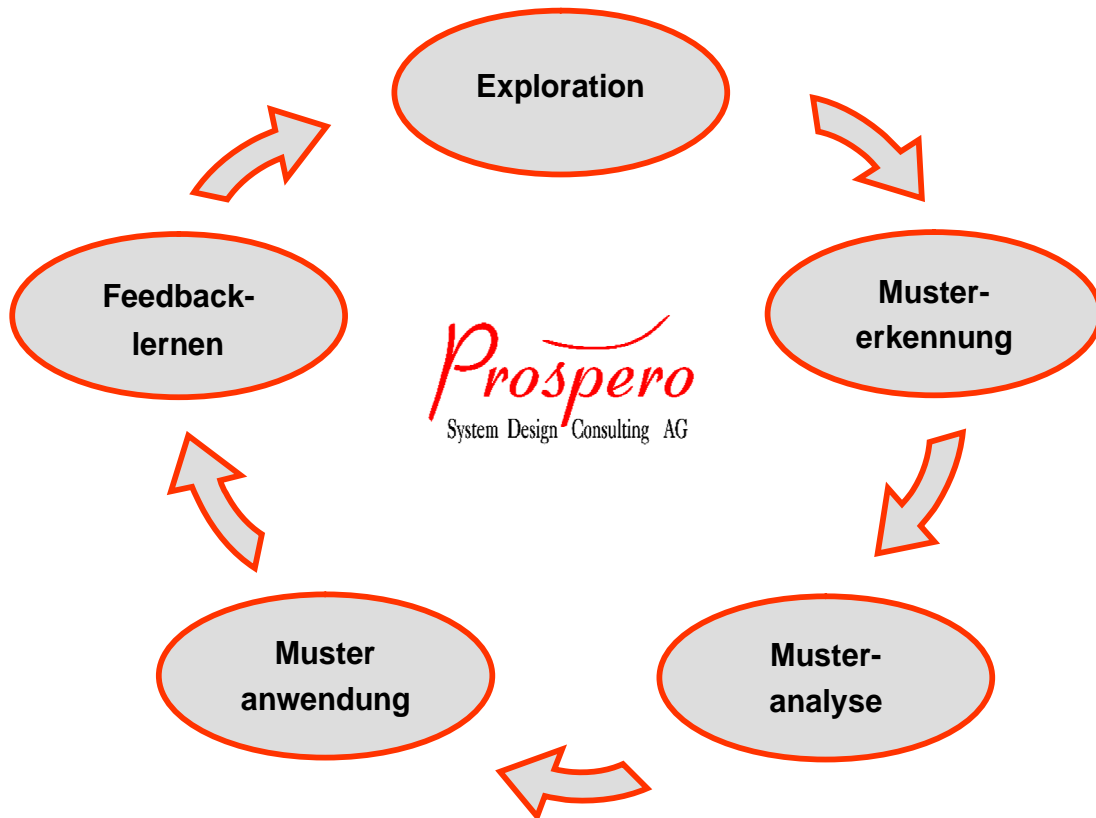 Exploration
Muster-
erkennung
Muster-
analyse
Muster
anwendung
Feedback-
lernen
Prospero
System Design Consulting AG